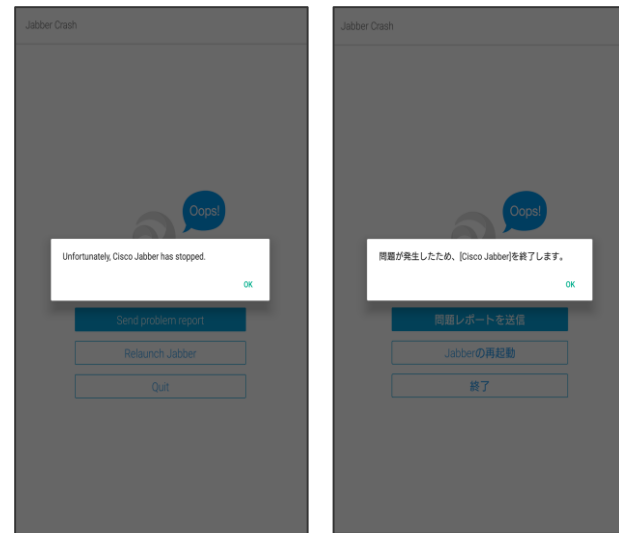 Jabber Crash
Oops!
Unfortunately, Cisco Jabber has stopped.
OK
Send problem report
Relaunch Jabber
Quit
Jabber Crash
Oops!
問題が発生したため、[Cisco Jabber]を終了します。
OK
問題レポートを送信
Jabberの再起動
終了